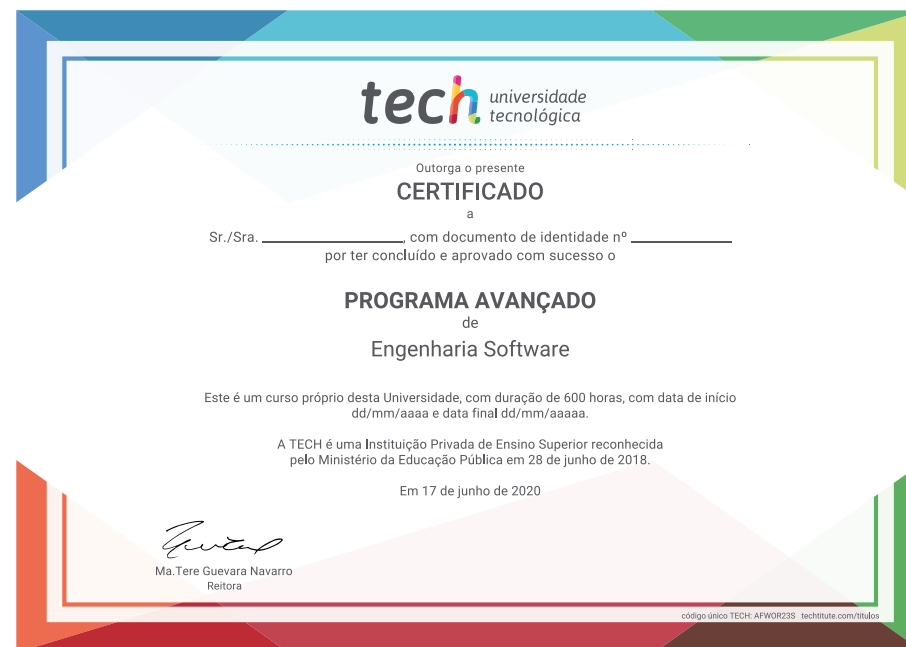 tech universidade
tecnológica
Outorga o presente
CERTIFICADO
a
Sr./Sra. ____________, com documento de identidade nº ____________
por ter concluído e aprovado com sucesso o
PROGRAMA AVANÇADO
de
Engenharia Software
Este é um curso próprio desta Universidade, com duração de 600 horas, com data de início
dd/mm/aaaa e data final dd/mm/aaaaa.
A TECH é uma Instituição Privada de Ensino Superior reconhecida
pelo Ministério da Educação Pública em 28 de junho de 2018.
Em 17 de junho de 2020
Ma.Tere Guevara Navarro
Reitora
código único TECH: AFWOR23S techtitute.com/titulos